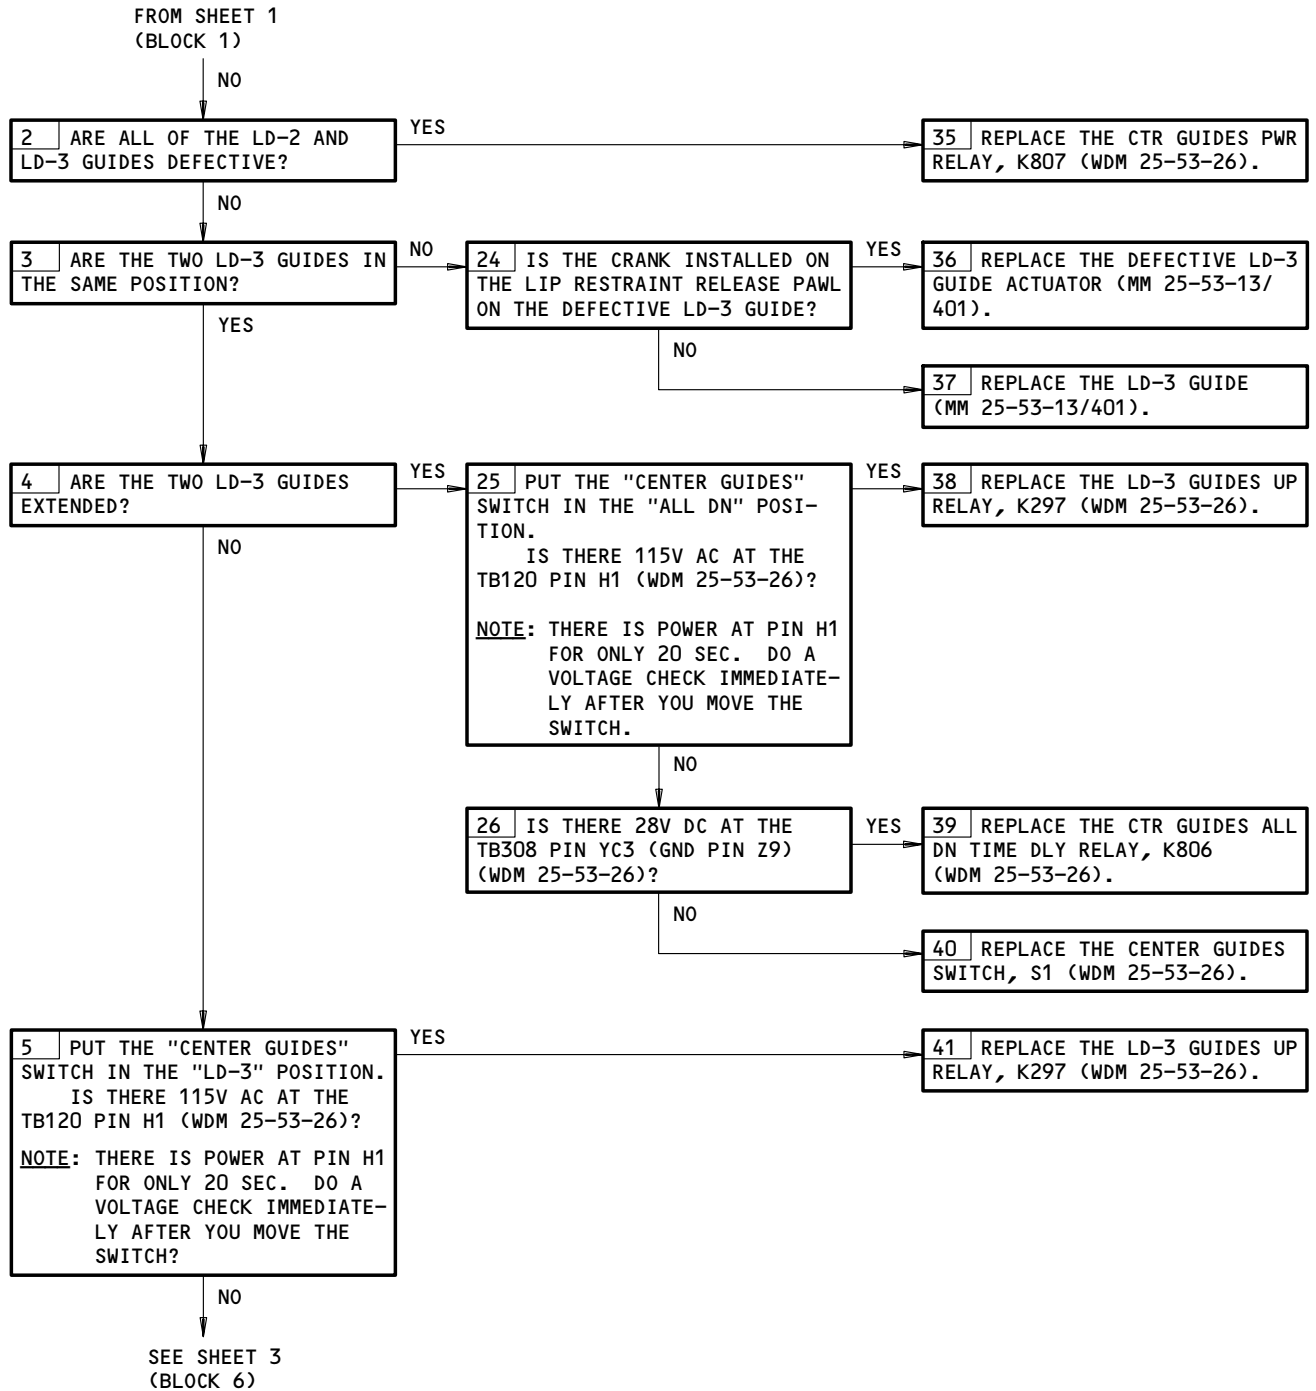 FROM SHEET 1
(BLOCK 1)
NO
2 ARE ALL OF THE LD-2 AND
LD-3 GUIDES DEFECTIVE?
YES
35 REPLACE THE CTR GUIDES PWR
RELAY, K807 (WDM 25-53-26).
NO
3 ARE THE TWO LD-3 GUIDES IN
THE SAME POSITION?
NO
24 IS THE CRANK INSTALLED ON
THE LIP RESTRAINT RELEASE PAWL
ON THE DEFECTIVE LD-3 GUIDE?
YES
36 REPLACE THE DEFECTIVE LD-3
GUIDE ACTUATOR (MM 25-53-13/
401).
YES
NO
37 REPLACE THE LD-3 GUIDE
(MM 25-53-13/401).
4 ARE THE TWO LD-3 GUIDES
EXTENDED?
YES
25 PUT THE "CENTER GUIDES"
SWITCH IN THE "ALL DN" POSI-
TION.
IS THERE 115V AC AT THE
TB120 PIN H1 (WDM 25-53-26)?
NOTE: THERE IS POWER AT PIN H1
FOR ONLY 20 SEC. DO A
VOLTAGE CHECK IMMEDIATE-
LY AFTER YOU MOVE THE
SWITCH.
YES
38 REPLACE THE LD-3 GUIDES UP
RELAY, K297 (WDM 25-53-26).
NO
NO
26 IS THERE 28V DC AT THE
TB308 PIN YC3 (GND PIN Z9)
(WDM 25-53-26)?
YES
39 REPLACE THE CTR GUIDES ALL
DN TIME DLY RELAY, K806
(WDM 25-53-26).
NO
40 REPLACE THE CENTER GUIDES
SWITCH, S1 (WDM 25-53-26).
5 PUT THE "CENTER GUIDES"
SWITCH IN THE "LD-3" POSITION.
IS THERE 115V AC AT THE
TB120 PIN H1 (WDM 25-53-26)?
NOTE: THERE IS POWER AT PIN H1
FOR ONLY 20 SEC. DO A
VOLTAGE CHECK IMMEDIATE-
LY AFTER YOU MOVE THE
SWITCH?
YES
41 REPLACE THE LD-3 GUIDES UP
RELAY, K297 (WDM 25-53-26).
NO
SEE SHEET 3
(BLOCK 6)